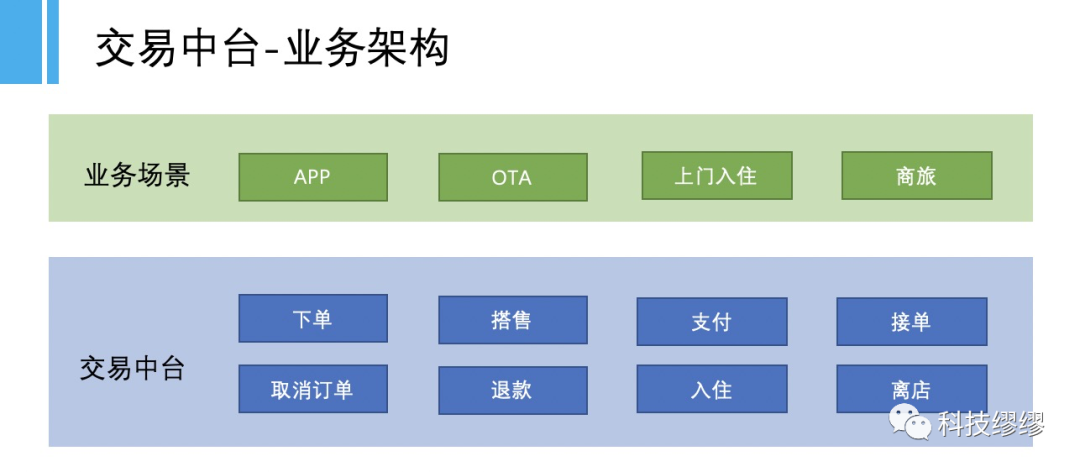 交易中台-业务架构
业务场景 APP OTA 上门入住 商旅
下单 搭售 支付 接单
交易中台
取消订单 退款 入住 离店
科技缪缪